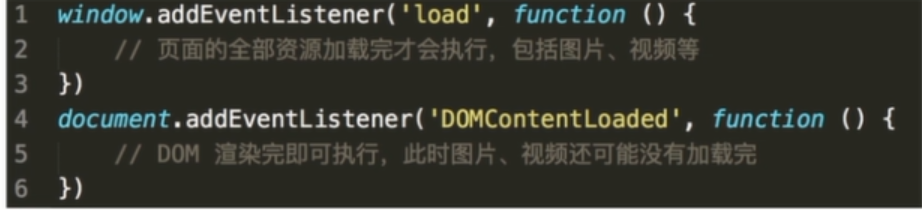 1 window.addEventListener('load', function () {
2     // 页面的全部资源加载完才会执行，包括图片、视频等
3 })
4 document.addEventListener('DOMContentLoaded', function () {
5     // DOM 渲染完即可执行，此时图片、视频还可能没有加载完
6 })